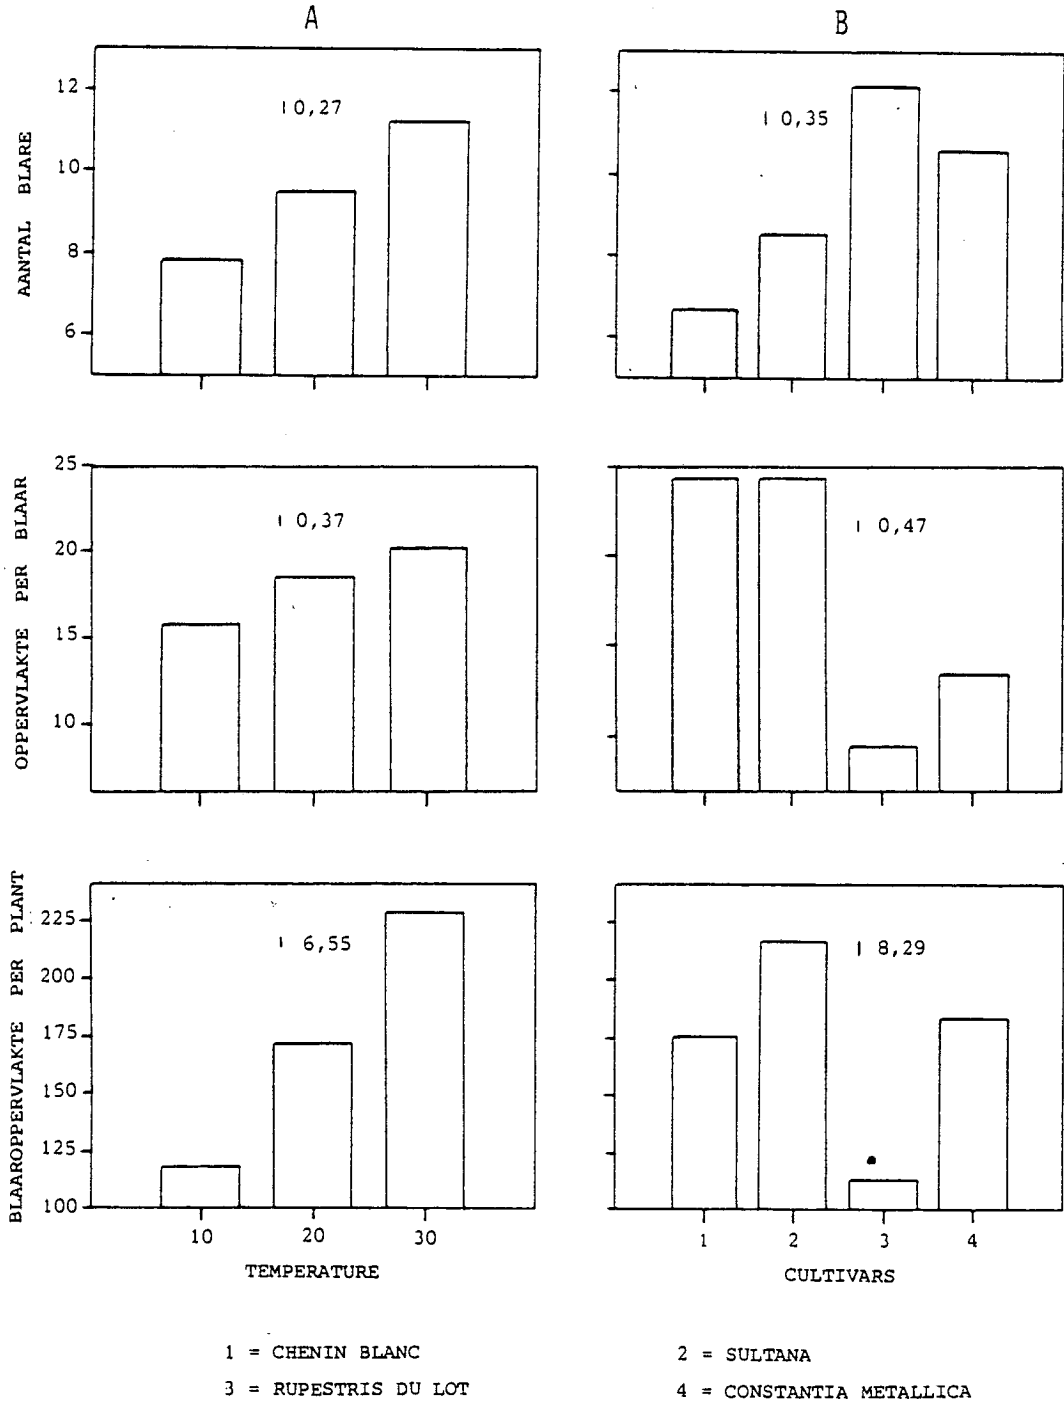 A
B
AANTAL BLARE
12
10
8
6
0,27
0,35
OPPERVLAKTE PER BLAAR
25
20
15
10
0,37
0,47
BLAAROPPERVLAKTE PER PLANT
225
200
175
150
125
100
6,55
8,29
10 20 30
TEMPERATURE
1 2 3 4
CULTIVARS
1 = CHENIN BLANC
2 = SULTANA
3 = RUPESTRIS DU LOT
4 = CONSTANTIA METALLICA